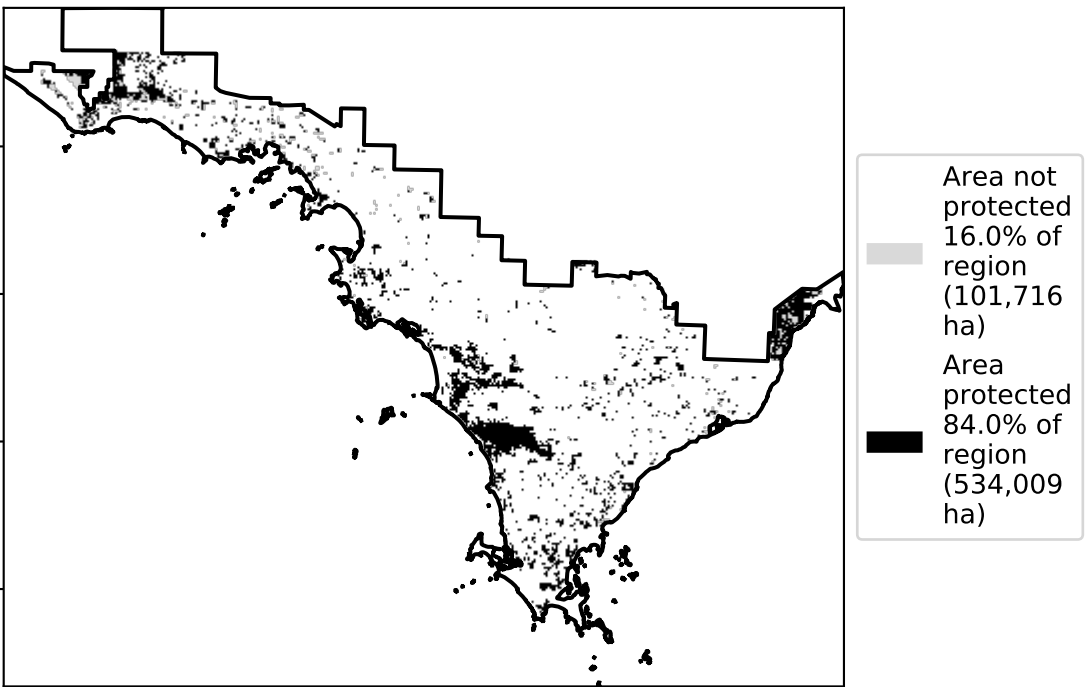 Area not
protected
16.0% of
region
(101,716
ha)
Area
protected
84.0% of
region
(534,009
ha)